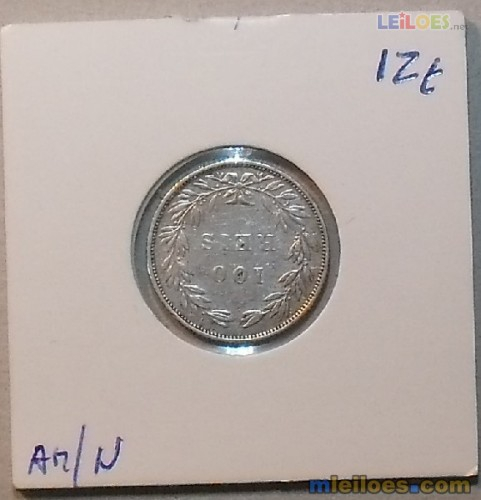 LEiLOES.net
12€
100
REIS
AM/N
mleiloes.com